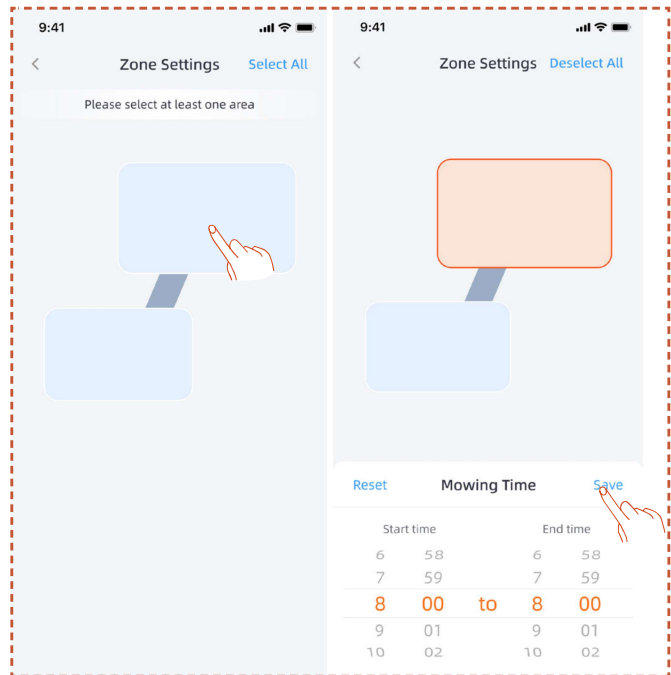 9:41
Zone Settings Select All
Please select at least one area
9:41
Zone Settings Deselect All
Reset Mowing Time Save
Start time End time
6 58 6 58
7 59 7 59
8 00 to 8 00
9 01 9 01
10 02 10 02